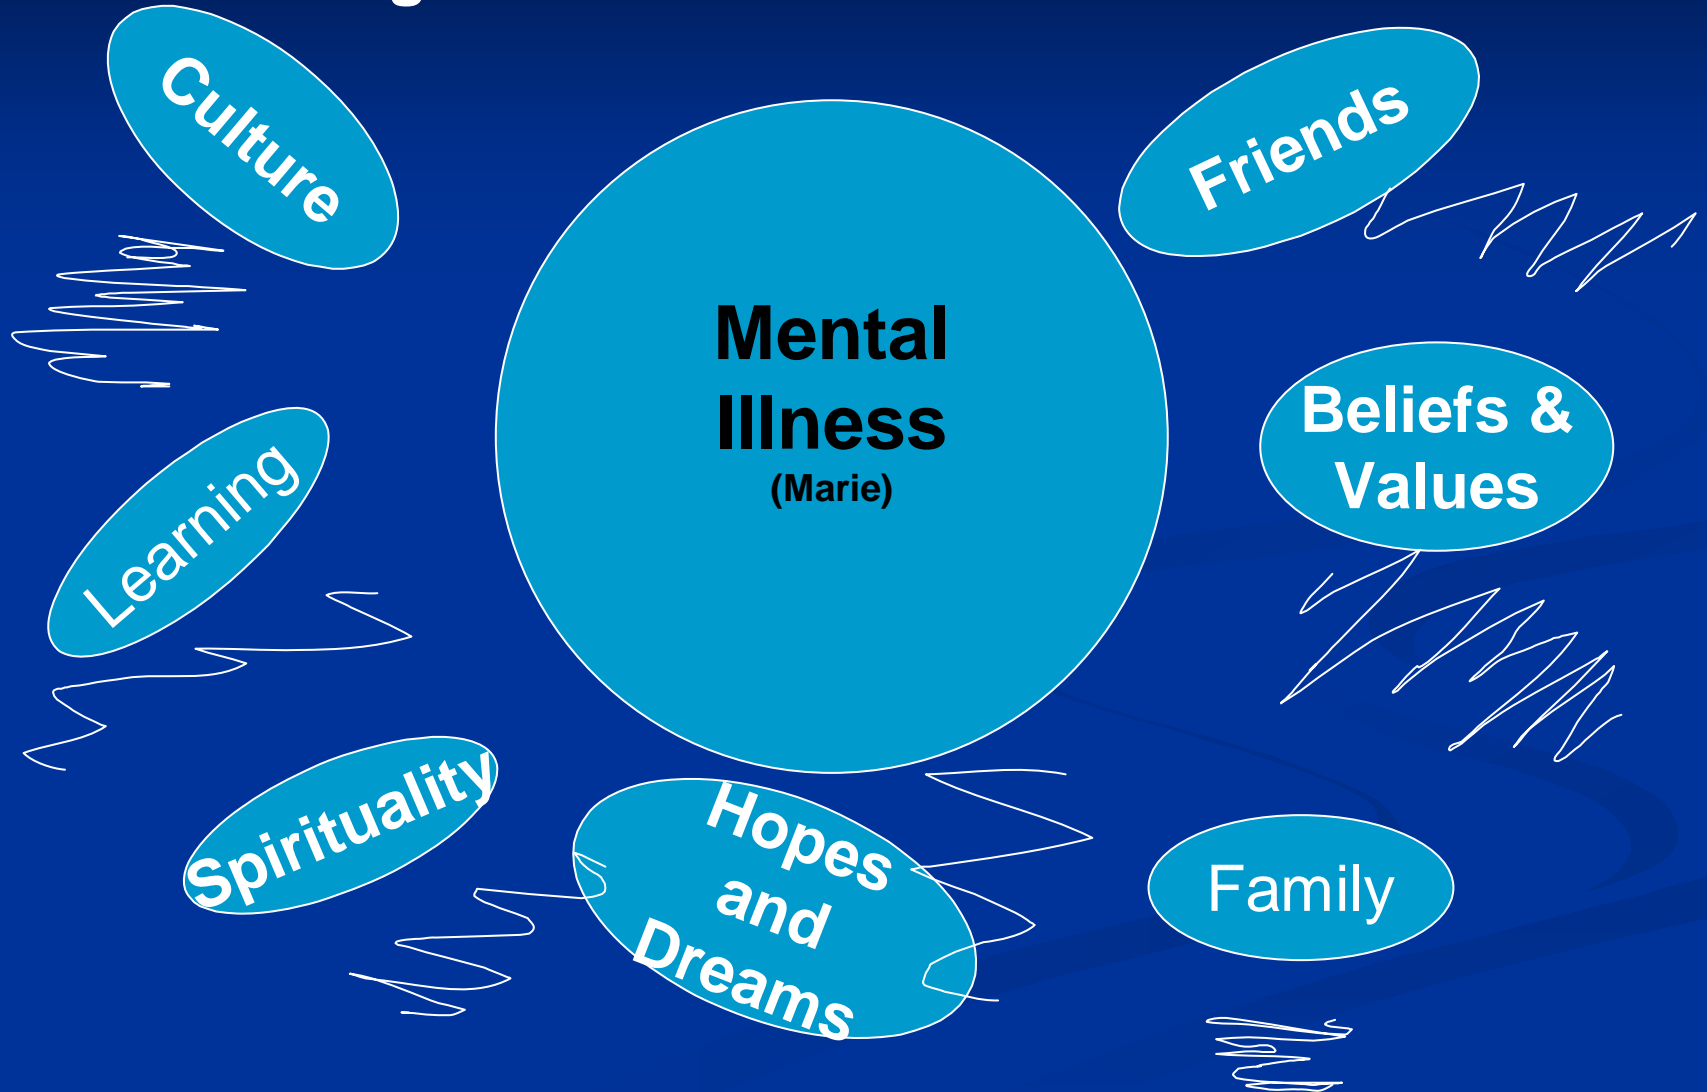 Culture
Friends
Mental
Illness
(Marie)
Beliefs &
Values
Learning
Spirituality
Hopes
and
Dreams
Family